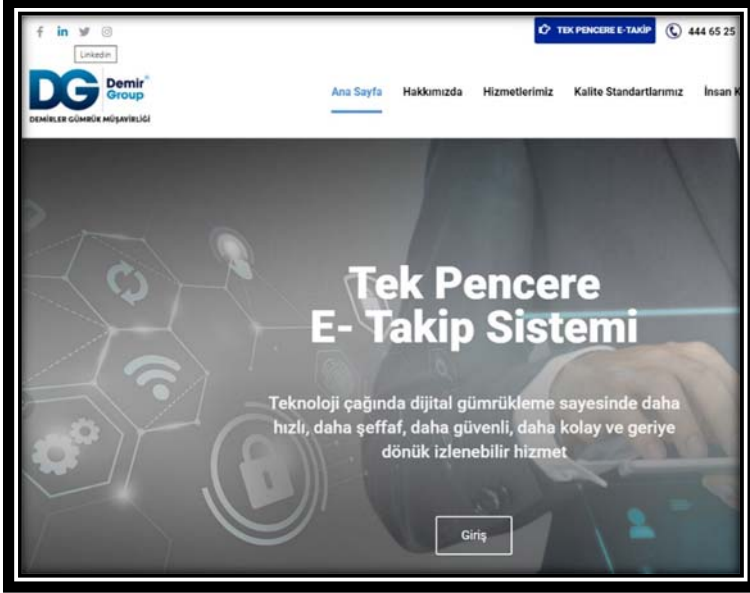 TEK PENCERE E-TAKİP
444 65 25
Linkedin
DG Demir
Group
DEMİRLER GÜMRÜK MÜŞAVİRLİĞİ
Ana Sayfa Hakkımızda Hizmetlerimiz Kalite Standartlarımız İnsan K
Tek Pencere
E- Takip Sistemi
Teknoloji çağında dijital gümrükleme sayesinde daha
hızlı, daha şeffaf, daha güvenli, daha kolay ve geriye
dönük izlenebilir hizmet
Giriş